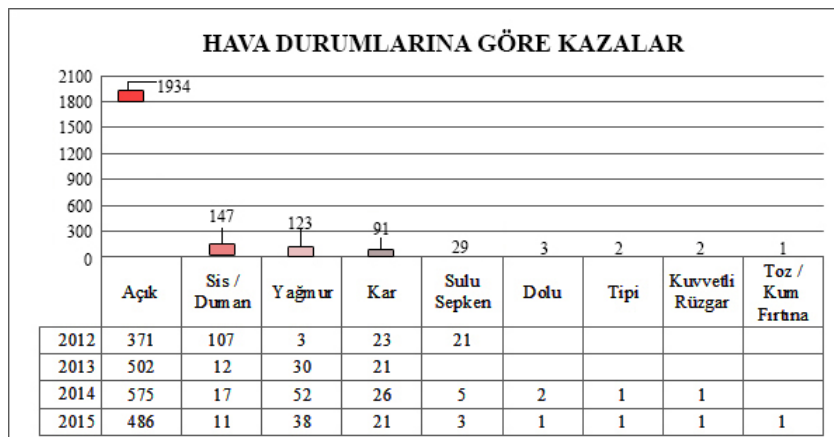 HAVA DURUMLARINA GÖRE KAZALAR
2100
1800
1500
1200
900
600
300
0
1934
147
123
91
29
3
2
2
1
Açık
Sis / Duman
Yağmur
Kar
Sulu Sepken
Dolu
Tipi
Kuvvetli Rüzgar
Toz / Kum Fırtına
2012 371 107 3 23 21
2013 502 12 30 21
2014 575 17 52 26 5 2 1 1
2015 486 11 38 21 3 1 1 1 1